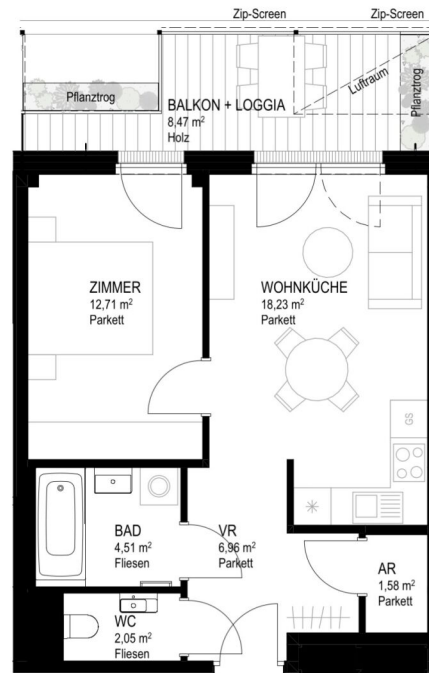 Zip-Screen
Zip-Screen
Pflanztrog
BALKON + LOGGIA
8,47 m²
Holz
Luftraum
Pflanztrog
ZIMMER
12,71 m²
Parkett
WOHNKÜCHE
18,23 m²
Parkett
GS
BAD
4,51 m²
Fliesen
VR
6,96 m²
Parkett
AR
1,58 m²
Parkett
WC
2,05 m²
Fliesen